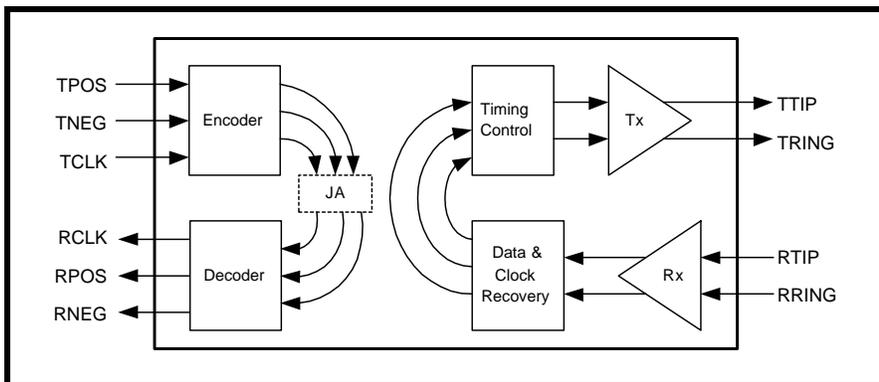 TPOS
TNEG
TCLK
Encoder
JA
Timing
Control
Tx
TTIP
TRING
RCLK
RPOS
RNEG
Decoder
Data &
Clock
Recovery
Rx
RTIP
RRING